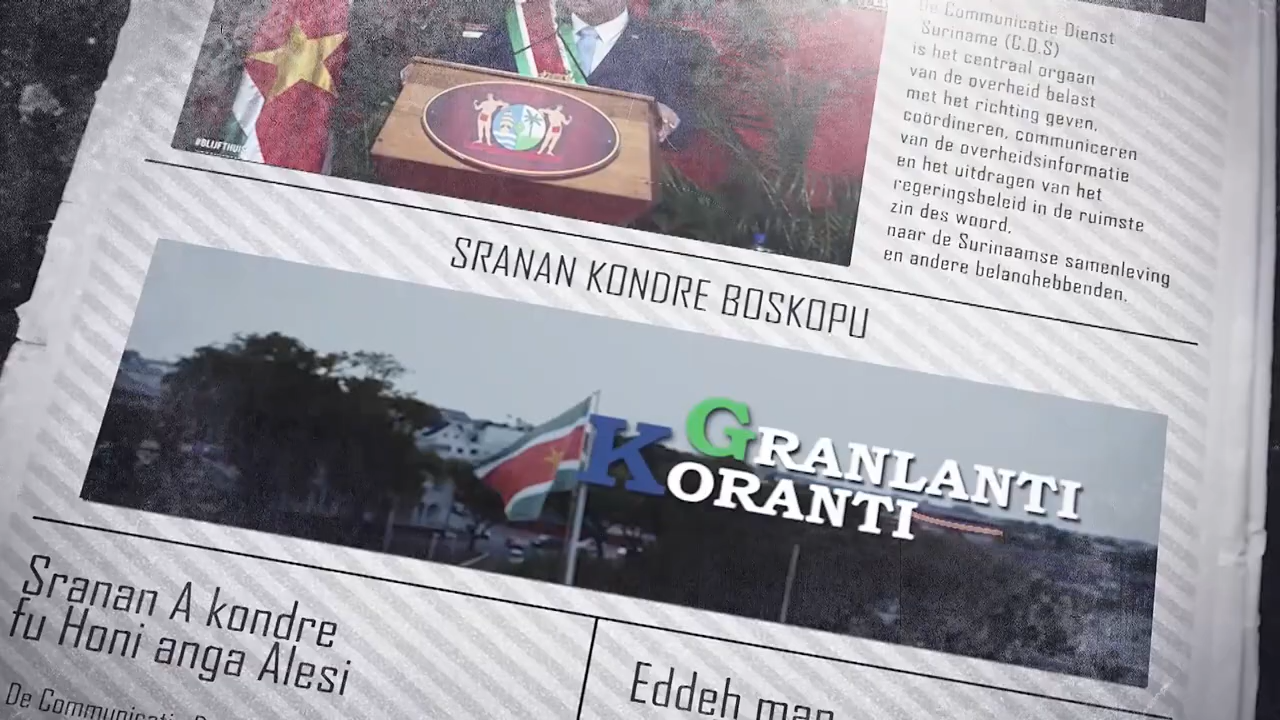 De Communicatie Dienst
Suriname (C.D.S)
is het centraal orgaan
van de overheid belast
met het richting geven,
coördineren, communiceren
van de overheidsinformatie
en het uitdragen van het
regeringsbeleid in de ruimste
zin des woord.
naar de Surinaamse samenleving
en andere belanghebbenden.
SRANAN KONDRE BOSKOPU
GRANLANTI
KORANTI
Sranan A kondre
fu Honi anga Alesi
De
Eddeh man